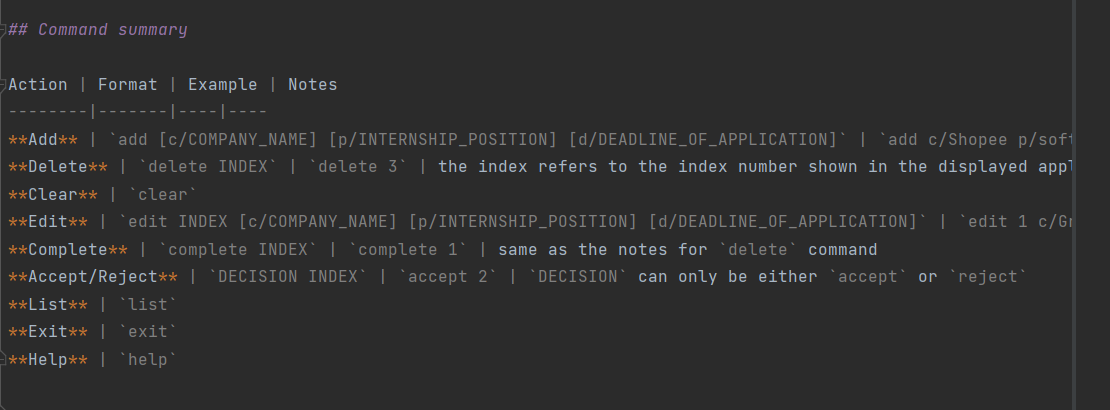 ## Command summary
Action | Format | Example | Notes
--------|-------|----|----
**Add** | `add [c/COMPANY_NAME] [p/INTERNSHIP_POSITION] [d/DEADLINE_OF_APPLICATION]` | `add c/Shopee p/soft
**Delete** | `delete INDEX` | `delete 3` | the index refers to the index number shown in the displayed appl
**Clear** | `clear`
**Edit** | `edit INDEX [c/COMPANY_NAME] [p/INTERNSHIP_POSITION] [d/DEADLINE_OF_APPLICATION]` | `edit 1 c/Gr
**Complete** | `complete INDEX` | `complete 1` | same as the notes for `delete` command
**Accept/Reject** | `DECISION INDEX` | `accept 2` | `DECISION` can only be either `accept` or `reject`
**List** | `list`
**Exit** | `exit`
**Help** | `help`